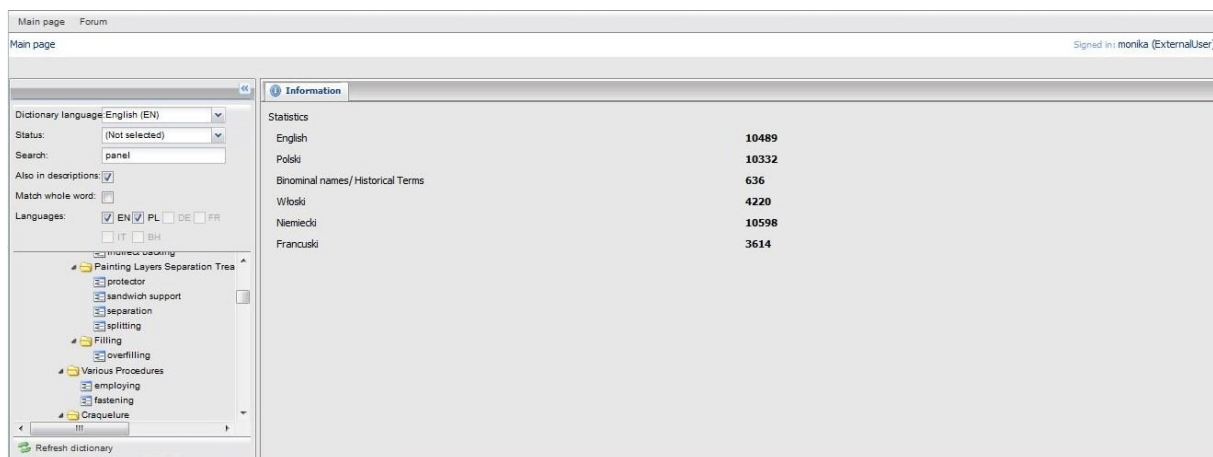 Main page Forum
Main page
Signed in: monika (ExternalUser)
Information
Dictionary language: English (EN)
Status: (Not selected)
Search: panel
Also in descriptions:
Match whole word:
Languages: EN PL DE FR
IT BH
indirect backing
Painting Layers Separation Trea
protector
sandwich support
separation
splitting
Filling
overfilling
Various Procedures
employing
fastening
Craquelure
Refresh dictionary
Statistics
English 10489
Polski 10332
Binominal names/ Historical Terms 636
Włoski 4220
Niemiecki 10598
Francuski 3614